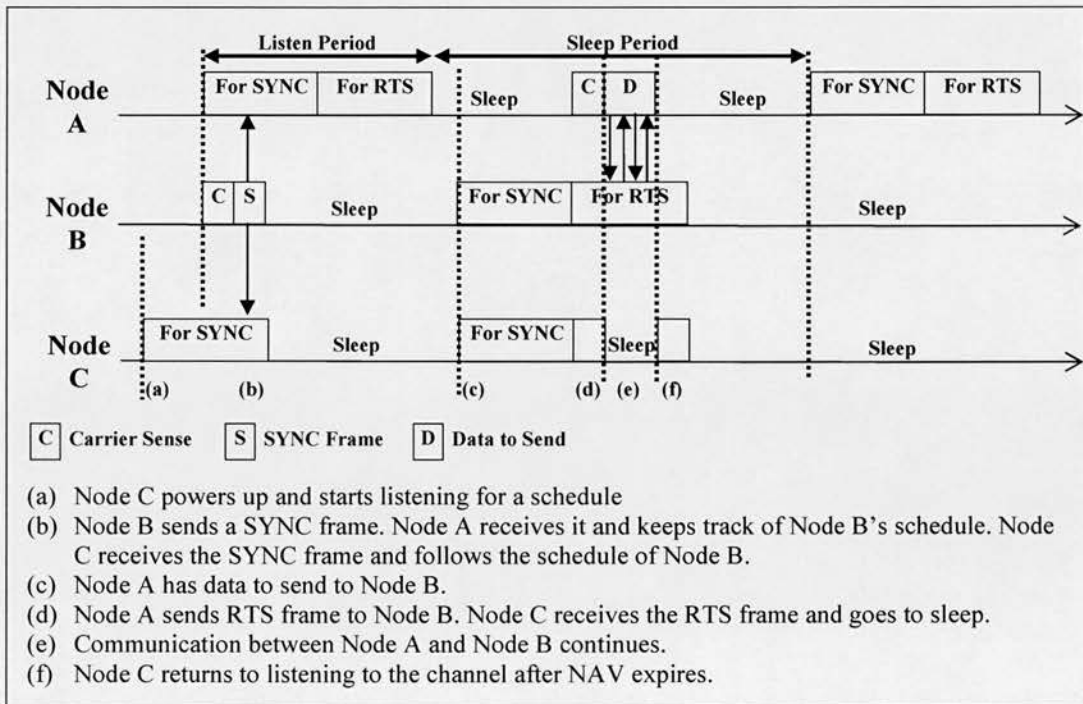 Listen Period Sleep Period
Node A
For SYNC For RTS Sleep C D Sleep For SYNC For RTS
Node B
C S Sleep For SYNC For RTS Sleep
Node C
For SYNC Sleep For SYNC Sleep Sleep
(a) (b) (c) (d) (e) (f)
C Carrier Sense S SYNC Frame D Data to Send
(a) Node C powers up and starts listening for a schedule
(b) Node B sends a SYNC frame. Node A receives it and keeps track of Node B's schedule. Node
C receives the SYNC frame and follows the schedule of Node B.
(c) Node A has data to send to Node B.
(d) Node A sends RTS frame to Node B. Node C receives the RTS frame and goes to sleep.
(e) Communication between Node A and Node B continues.
(f) Node C returns to listening to the channel after NAV expires.